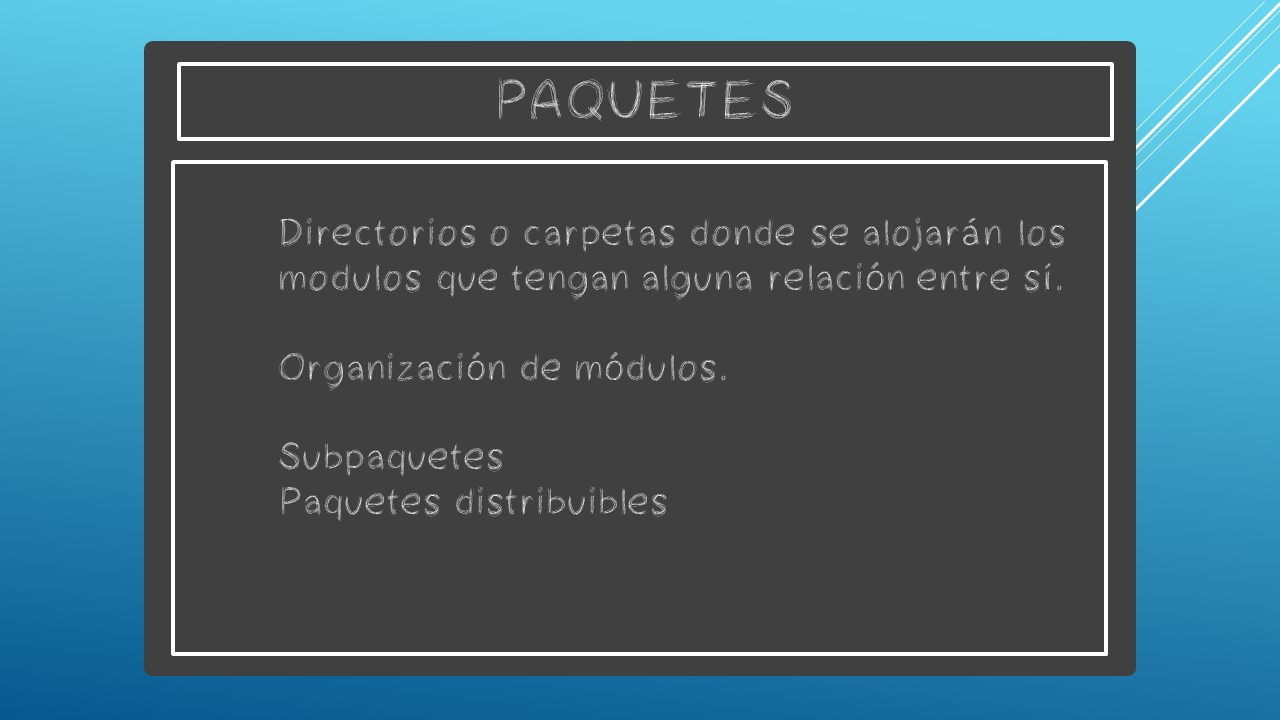 PAQUETES
Directorios o carpetas donde se alojarán los
modulos que tengan alguna relación entre sí.
Organización de módulos.
Subpaquetes
Paquetes distribuibles